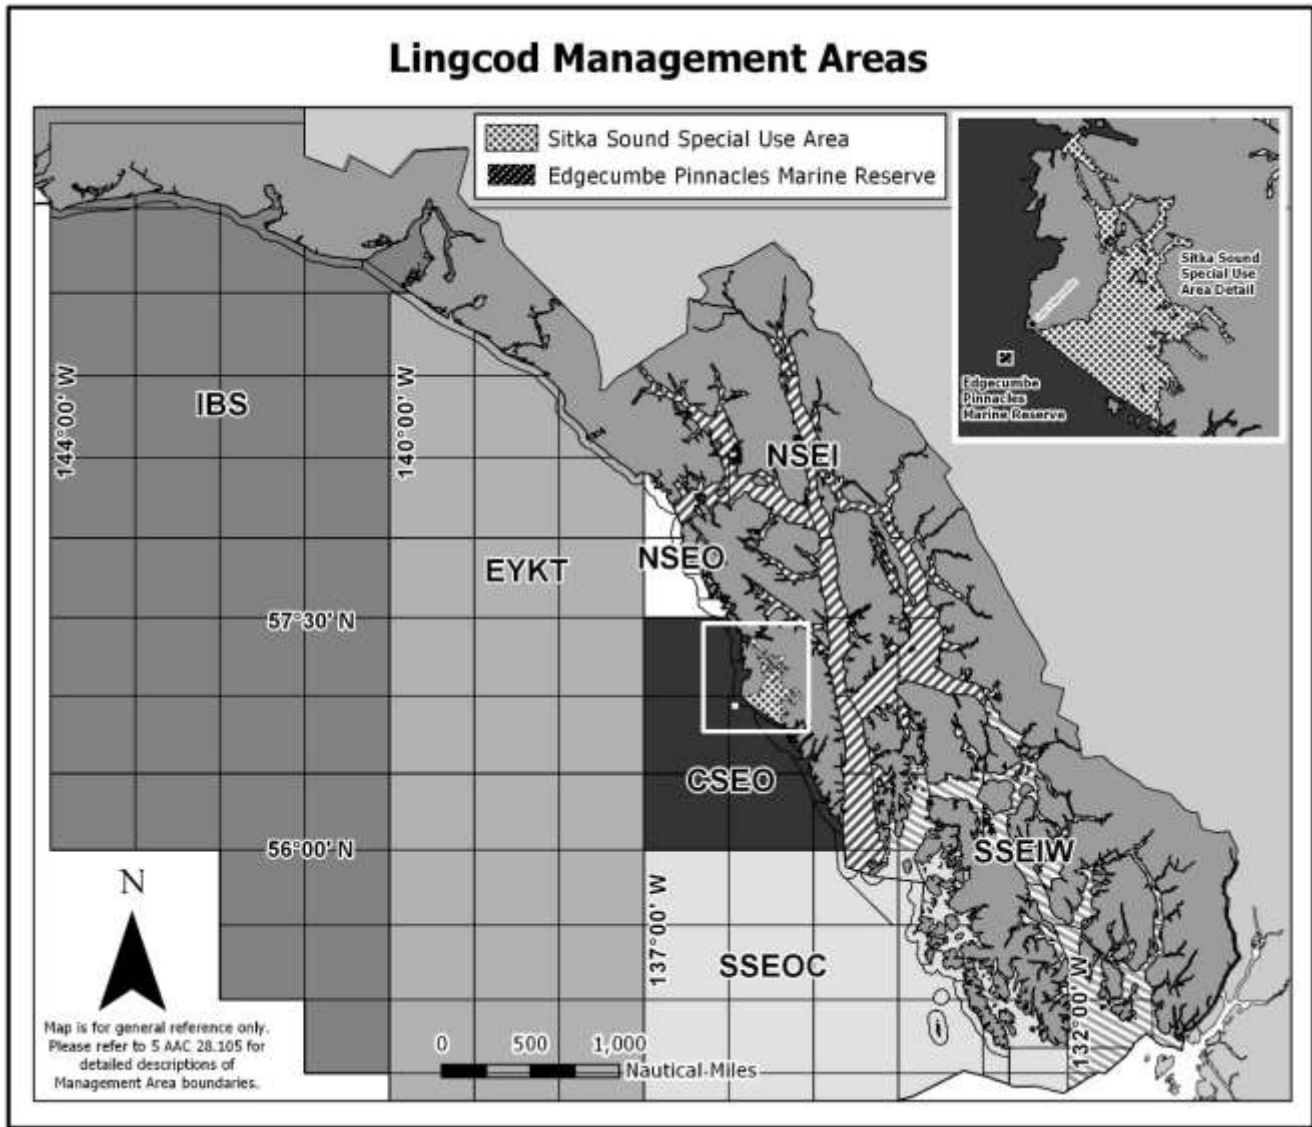 Lingcod Management Areas
Sitka Sound Special Use Area
Edgecumbe Pinnacles Marine Reserve
Sitka Sound
Special Use
Area Detail
Edgecumbe
Pinnacles
Marine Reserve
144°00' W
IBS
140°00' W
NSEI
EYKT
NSEO
57°30' N
CSEO
56°00' N
SSEIW
N
137°00' W
SSEOC
132°00' W
Map is for general reference only.
Please refer to 5 AAC 28.105 for
detailed descriptions of
Management Area boundaries.
0 500 1,000
Nautical Miles